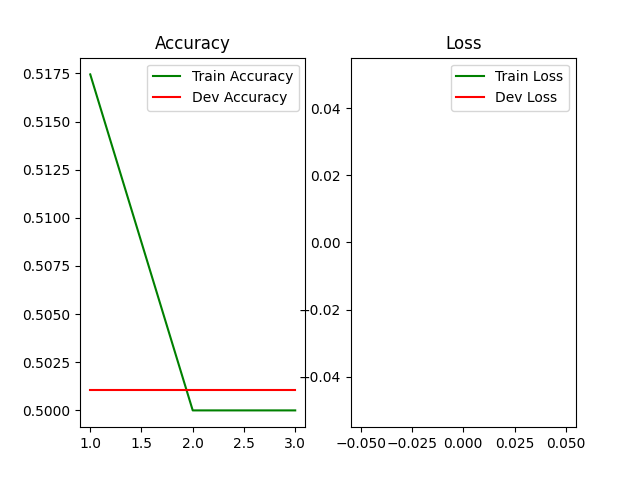 Accuracy
Train Accuracy
Dev Accuracy
0.5175
0.5150
0.5125
0.5100
0.5075
0.5050
0.5025
0.5000
1.0 1.5 2.0 2.5 3.0
Loss
Train Loss
Dev Loss
0.04
0.02
0.00
−0.02
−0.04
−0.050 −0.025 0.000 0.025 0.050